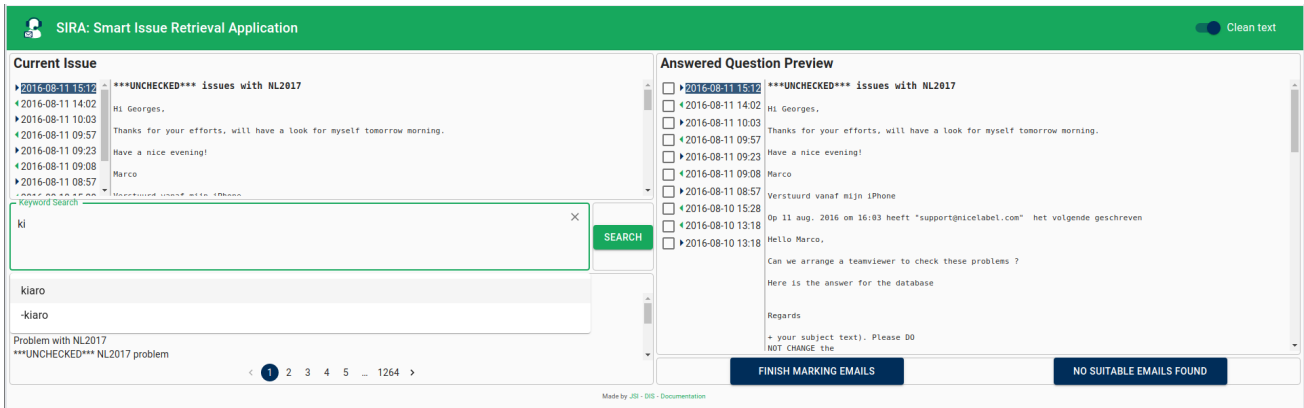 SIRA: Smart Issue Retrieval Application
Clean text
Current Issue
2016-08-11 15:12
2016-08-11 14:02
2016-08-11 10:03
2016-08-11 09:57
2016-08-11 09:23
2016-08-11 09:08
2016-08-11 08:57
***UNCHECKED*** issues with NL2017
Hi Georges,
Thanks for your efforts, will have a look for myself tomorrow morning.
Have a nice evening!
Marco
Verstuurd vanaf mijn iPhone
Keyword Search
ki
SEARCH
kiaro
-kiaro
Problem with NL2017
***UNCHECKED*** NL2017 problem
1 2 3 4 5 … 1264
Answered Question Preview
2016-08-11 15:12
2016-08-11 14:02
2016-08-11 10:03
2016-08-11 09:57
2016-08-11 09:23
2016-08-11 09:08
2016-08-11 08:57
2016-08-10 15:28
2016-08-10 13:18
2016-08-10 13:18
***UNCHECKED*** issues with NL2017
Hi Georges,
Thanks for your efforts, will have a look for myself tomorrow morning.
Have a nice evening!
Marco
Verstuurd vanaf mijn iPhone
Op 11 aug. 2016 om 16:03 heeft "support@nicelabel.com" het volgende geschreven
Hello Marco,
Can we arrange a teamviewer to check these problems ?
Here is the answer for the database
Regards
+ your subject text). Please DO
NOT CHANGE the
FINISH MARKING EMAILS
NO SUITABLE EMAILS FOUND
Made by JSI - DIS - Documentation